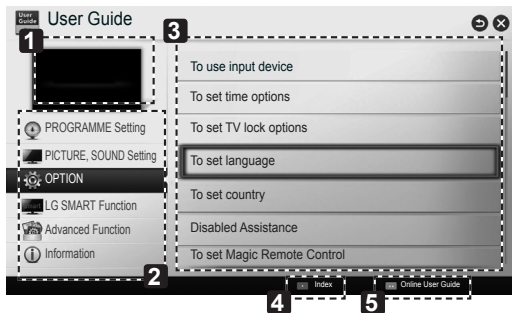 User Guide
User Guide
1
3
To use input device
To set time options
To set TV lock options
To set language
To set country
Disabled Assistance
To set Magic Remote Control
PROGRAMME Setting
PICTURE, SOUND Setting
OPTION
LG SMART Function
Advanced Function
Information
2
Index
Online User Guide
4
5